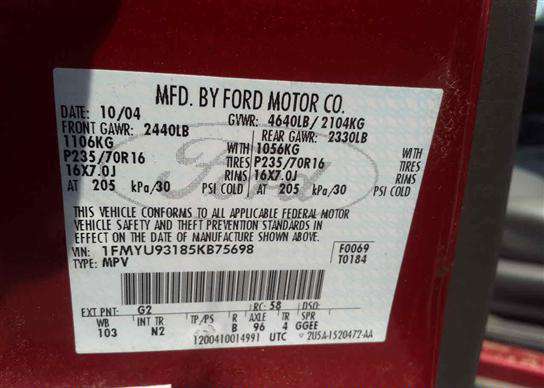 MFD. BY FORD MOTOR CO.
DATE: 10/04 GVWR: 4640LB/ 2104KG
FRONT GAWR: 2440LB REAR GAWR: 2330LB
1106KG WITH 1056KG WITH
P235/70R16 TIRES P235/70R16 TIRES
16X7.0J RIMS 16X7.0J RIMS
AT 205 kPa/30 PSI COLD AT 205 kPa/30 PSI COLD
THIS VEHICLE CONFORMS TO ALL APPLICABLE FEDERAL MOTOR
VEHICLE SAFETY AND THEFT PREVENTION STANDARDS IN
EFFECT ON THE DATE OF MANUFACTURE SHOWN ABOVE.
VIN: 1FMYU93185KB75698 F0069
TYPE: MPV T0184
EXT PNT: G2 RC: 58 DSO:
WB INT TR TP/PS R AXLE TR SPR
103 N2 B 96 4 GGEE
1200410014991 UTC 2U5A-1520472-AA
Ford